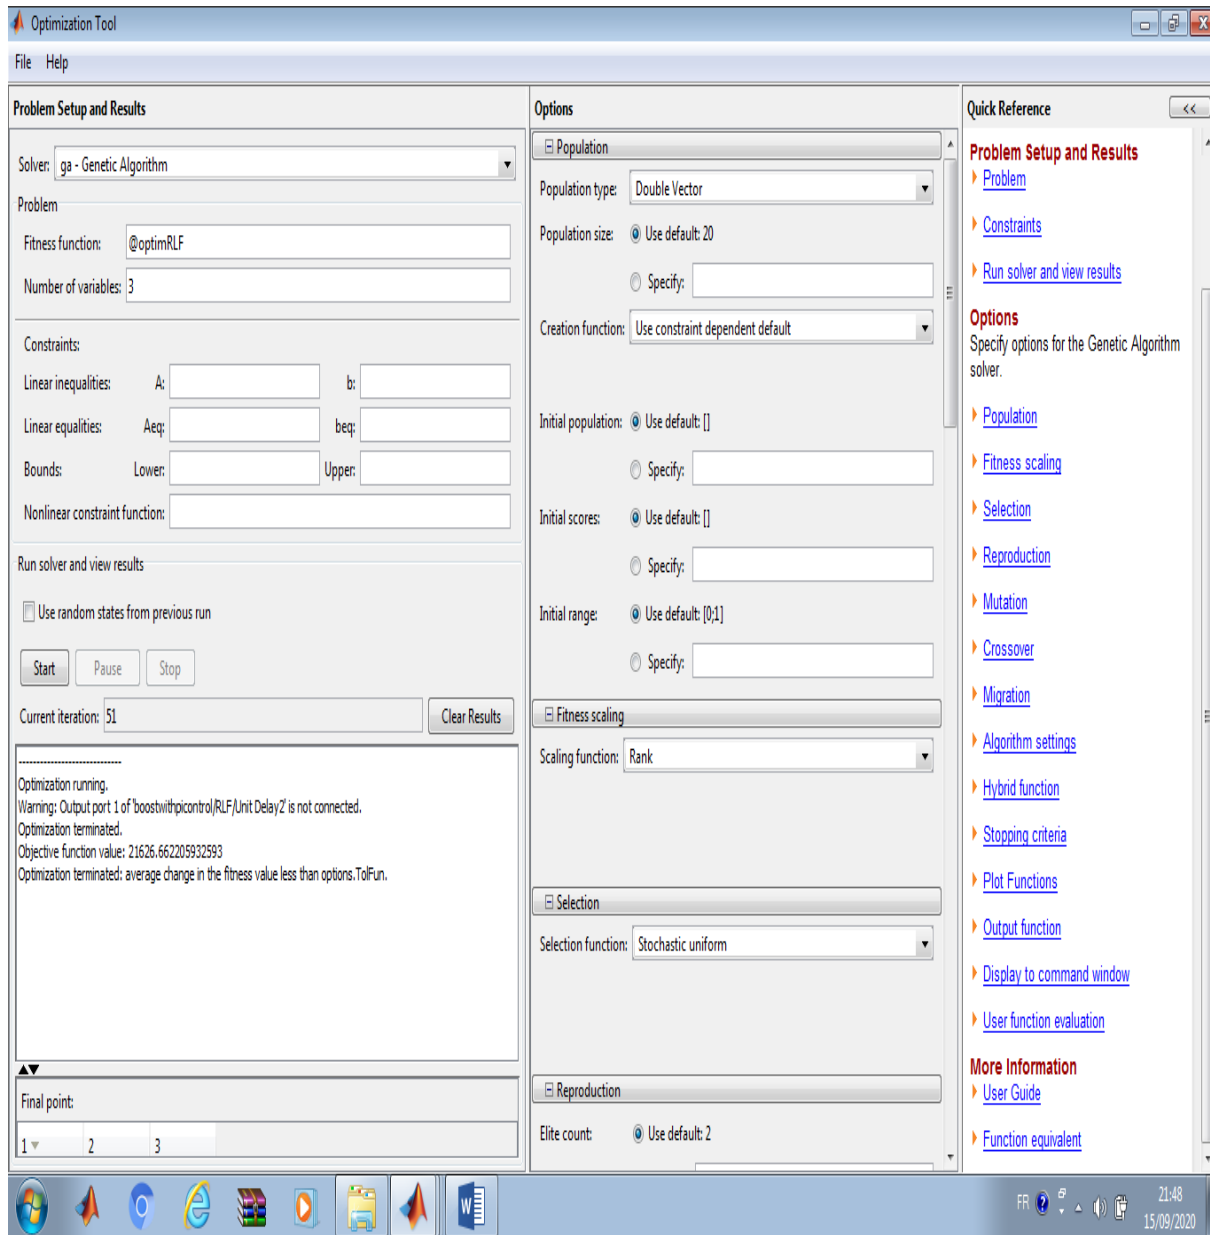 Optimization Tool
File Help
Problem Setup and Results
Solver: ga - Genetic Algorithm
Problem
Fitness function: @optimRLF
Number of variables: 3
Constraints:
Linear inequalities: A: b:
Linear equalities: Aeq: beq:
Bounds: Lower: Upper:
Nonlinear constraint function:
Run solver and view results
Use random states from previous run
Start Pause Stop
Current iteration: 51 Clear Results
-----------------------------
Optimization running.
Warning: Output port 1 of 'boostwithpicontrol/RLF/Unit Delay2' is not connected.
Optimization terminated.
Objective function value: 21626.662205932593
Optimization terminated: average change in the fitness value less than options.TolFun.
Final point:
1 2 3
Options
Population
Population type: Double Vector
Population size: Use default: 20
Specify:
Creation function: Use constraint dependent default
Initial population: Use default: []
Specify:
Initial scores: Use default: []
Specify:
Initial range: Use default: [0;1]
Specify:
Fitness scaling
Scaling function: Rank
Selection
Selection function: Stochastic uniform
Reproduction
Elite count: Use default: 2
Quick Reference <<
Problem Setup and Results
Problem
Constraints
Run solver and view results
Options
Specify options for the Genetic Algorithm
solver.
Population
Fitness scaling
Selection
Reproduction
Mutation
Crossover
Migration
Algorithm settings
Hybrid function
Stopping criteria
Plot Functions
Output function
Display to command window
User function evaluation
More Information
User Guide
Function equivalent
FR
21:48
15/09/2020